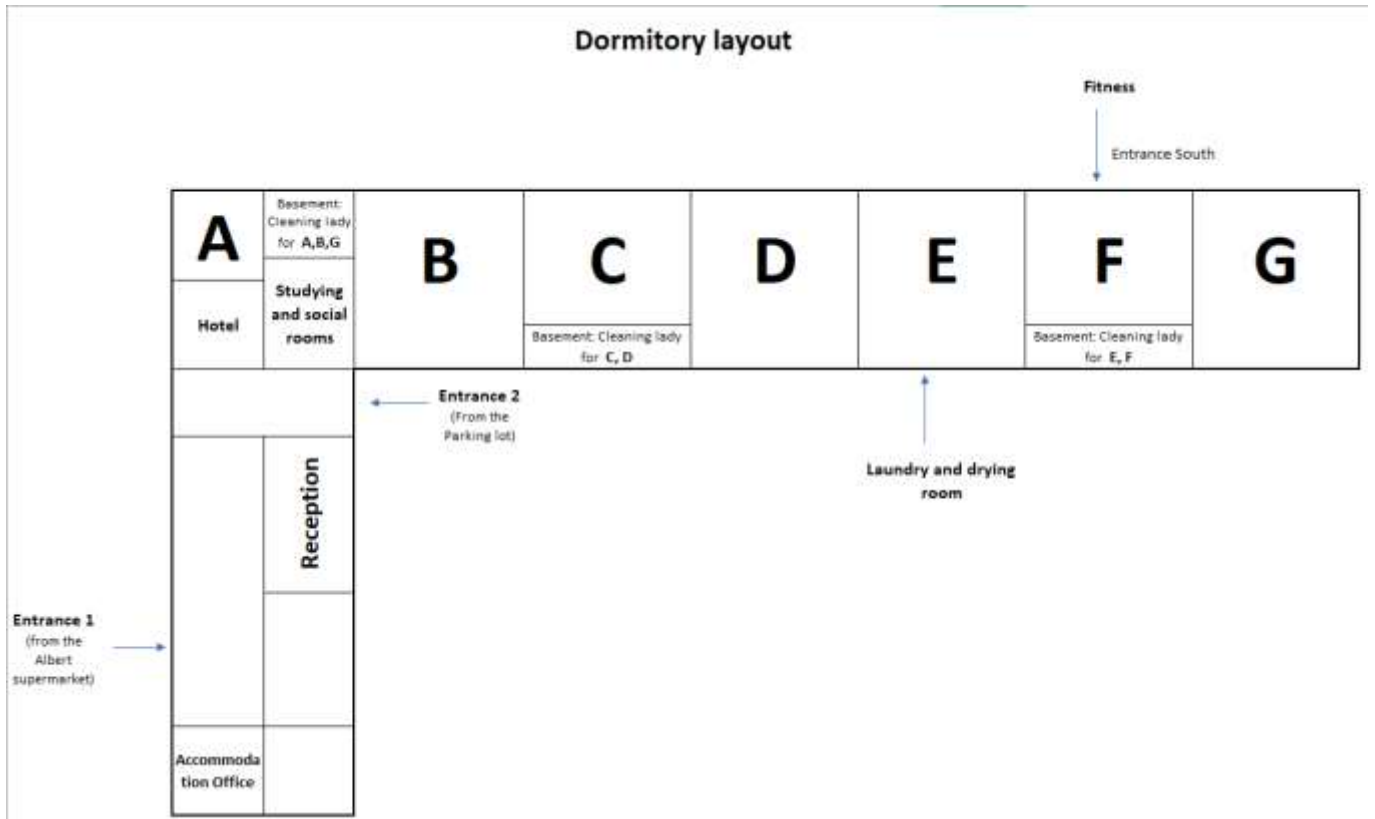 Dormitory layout
Fitness
Entrance South
A
Basement:
Cleaning lady
for A,B,G
B
C
D
E
F
G
Hotel
Studying
and social
rooms
Basement: Cleaning lady
for C, D
Basement: Cleaning lady
for E, F
Entrance 2
(From the
Parking lot)
Reception
Laundry and drying
room
Entrance 1
(from the
Albert
supermarket)
Accommoda
tion Office